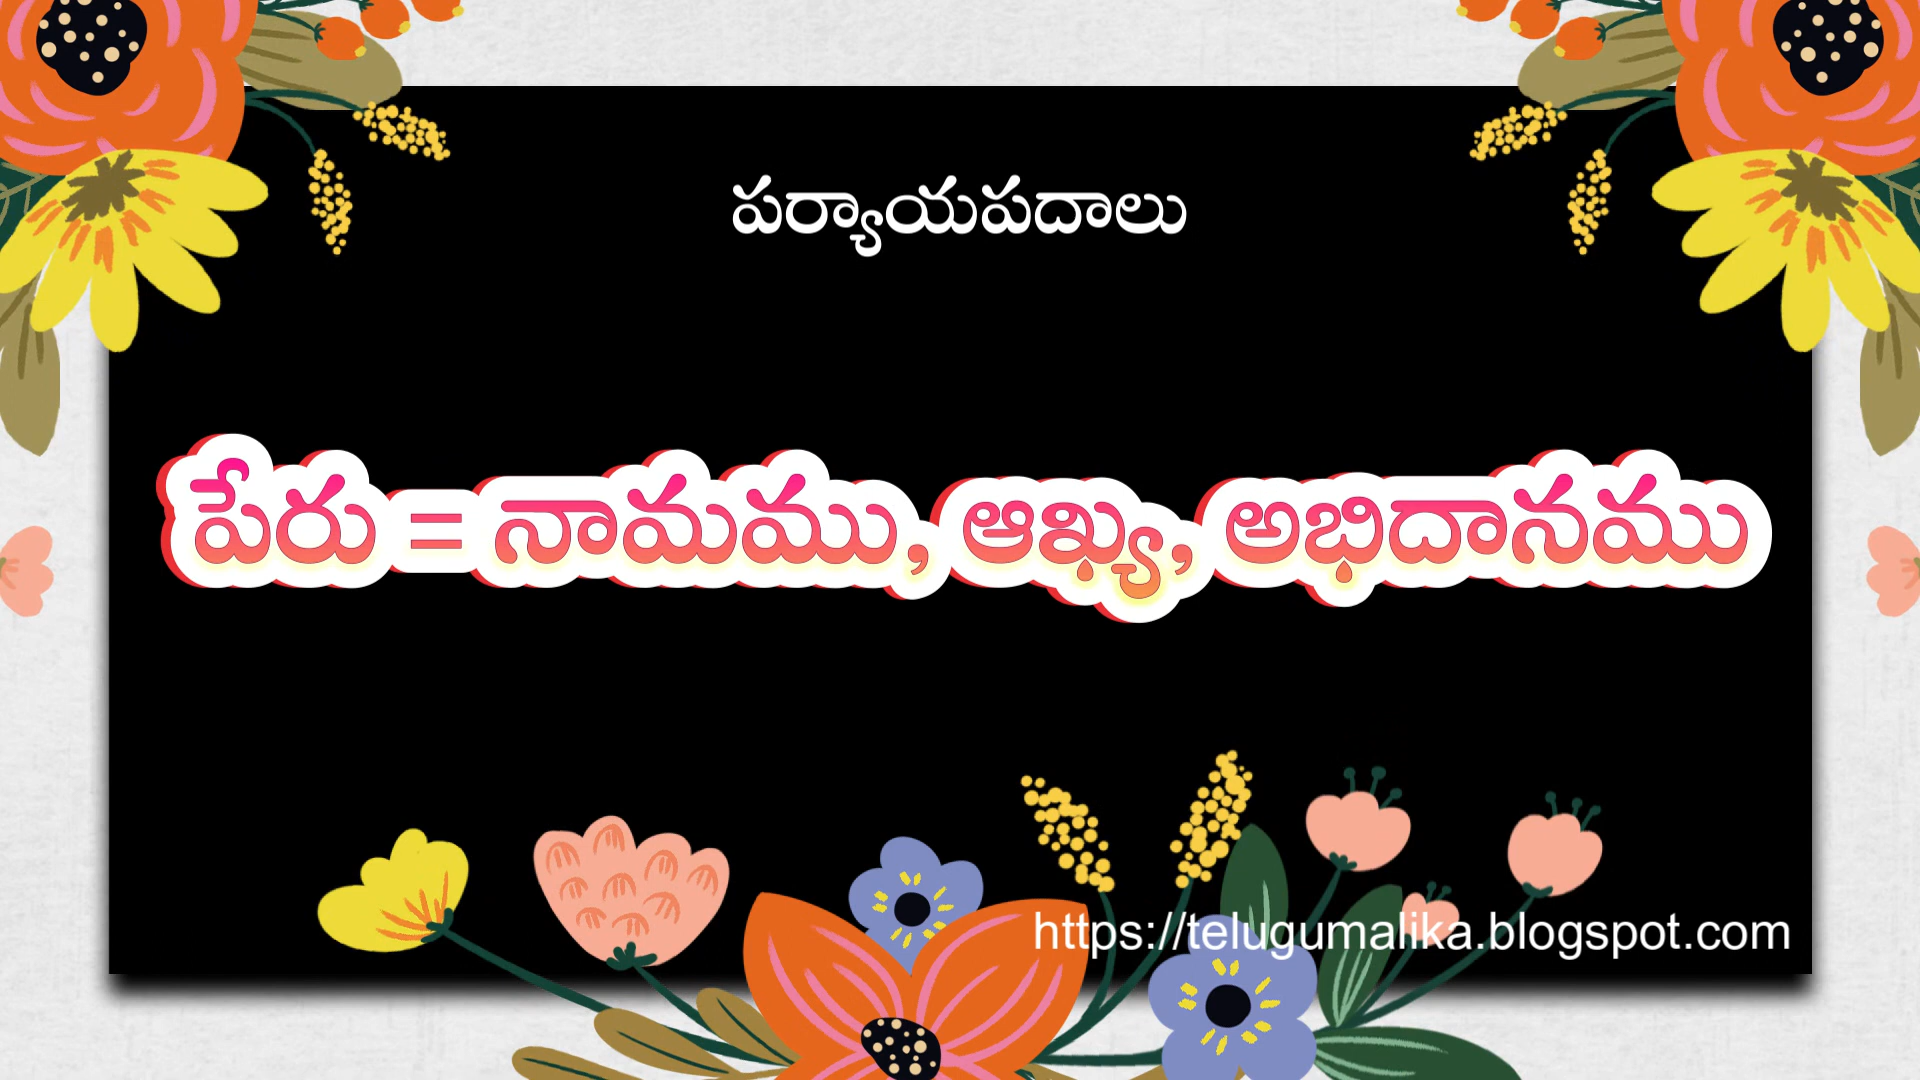 పర్యాయపదాలు
పేరు = నామము, ఆఖ్య, అభిదానము
https://telugumalika.blogspot.com